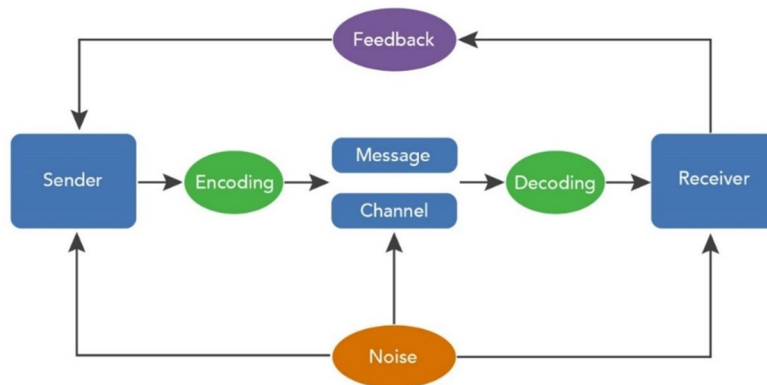 Feedback
Sender
Encoding
Message
Channel
Decoding
Receiver
Noise